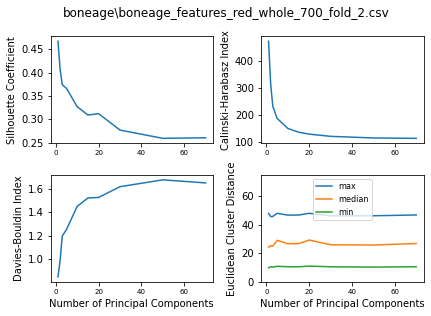 boneage\boneage_features_red_whole_700_fold_2.csv
Silhouette Coefficient
0.45
0.40
0.35
0.30
0.25
0 20 40 60
Calinski-Harabasz Index
400
300
200
100
0 20 40 60
Davies-Bouldin Index
1.6
1.4
1.2
1.0
0 20 40 60
Number of Principal Components
Euclidean Cluster Distance
60
40
20
0
max
median
min
0 20 40 60
Number of Principal Components